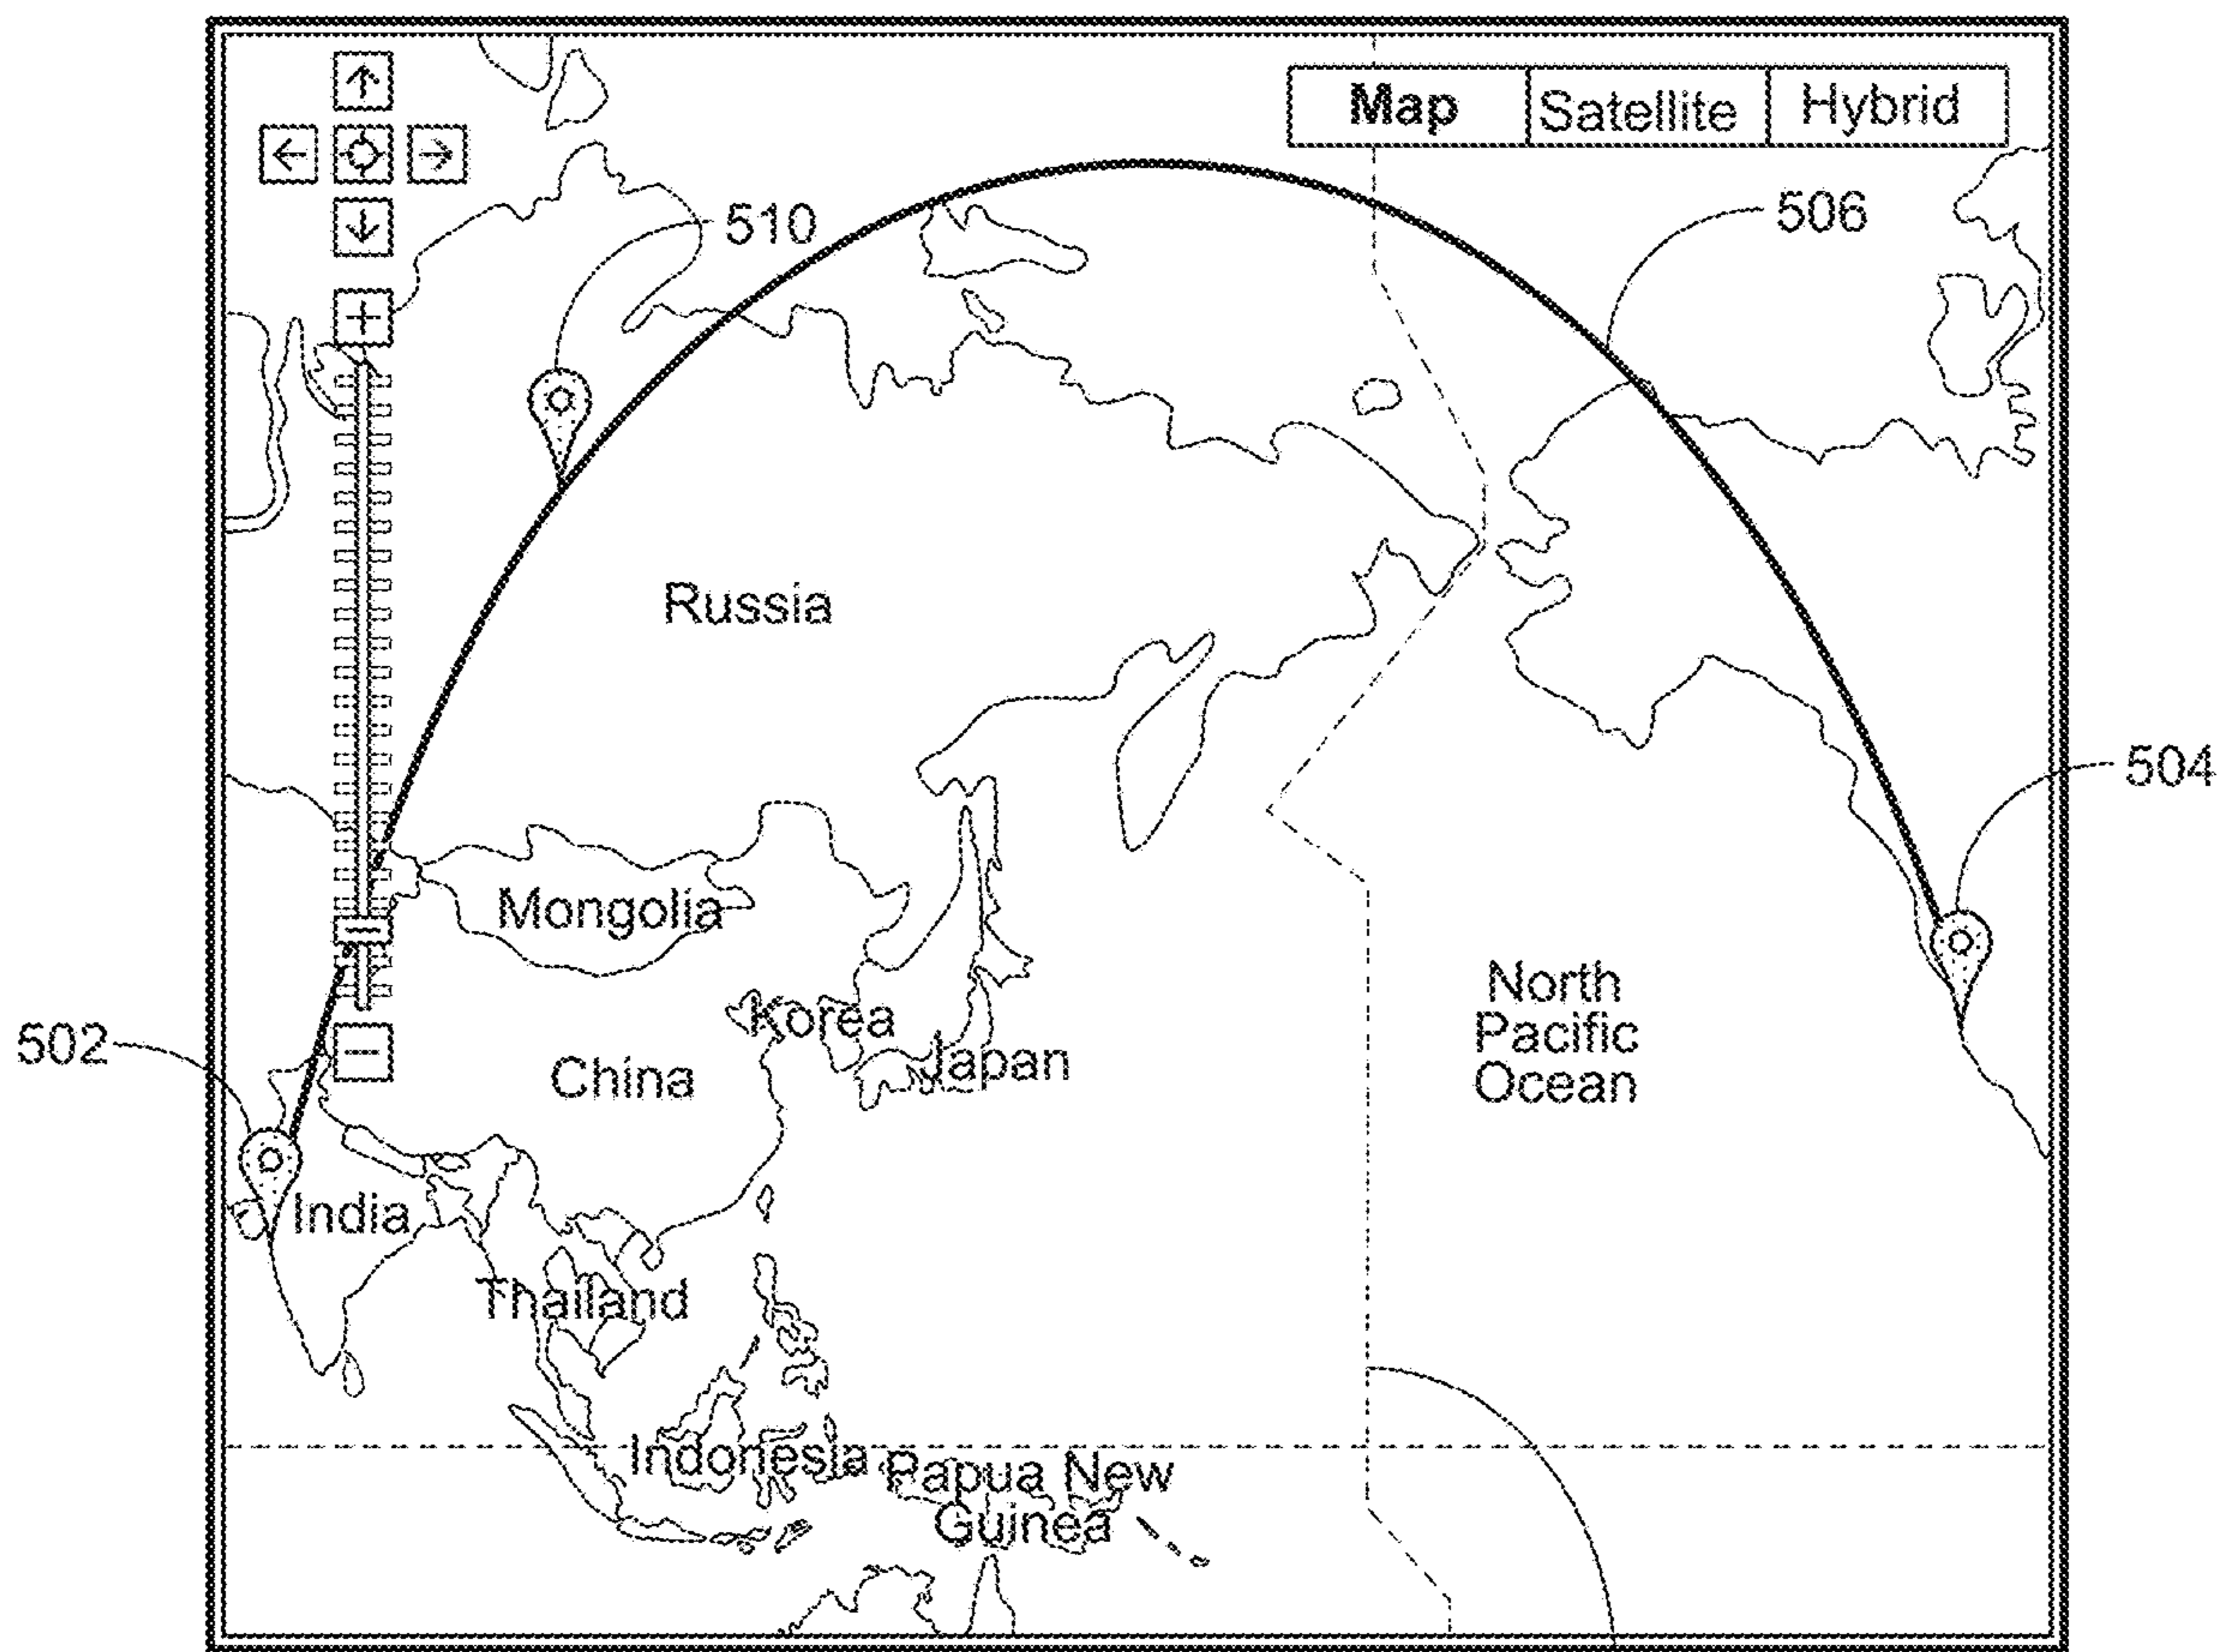 Map
Satellite
Hybrid
510
506
Russia
504
Mongolia
North
Pacific
Ocean
Korea
502
Japan
China
India
Thailand
Indonesia
Papua New
Guinea